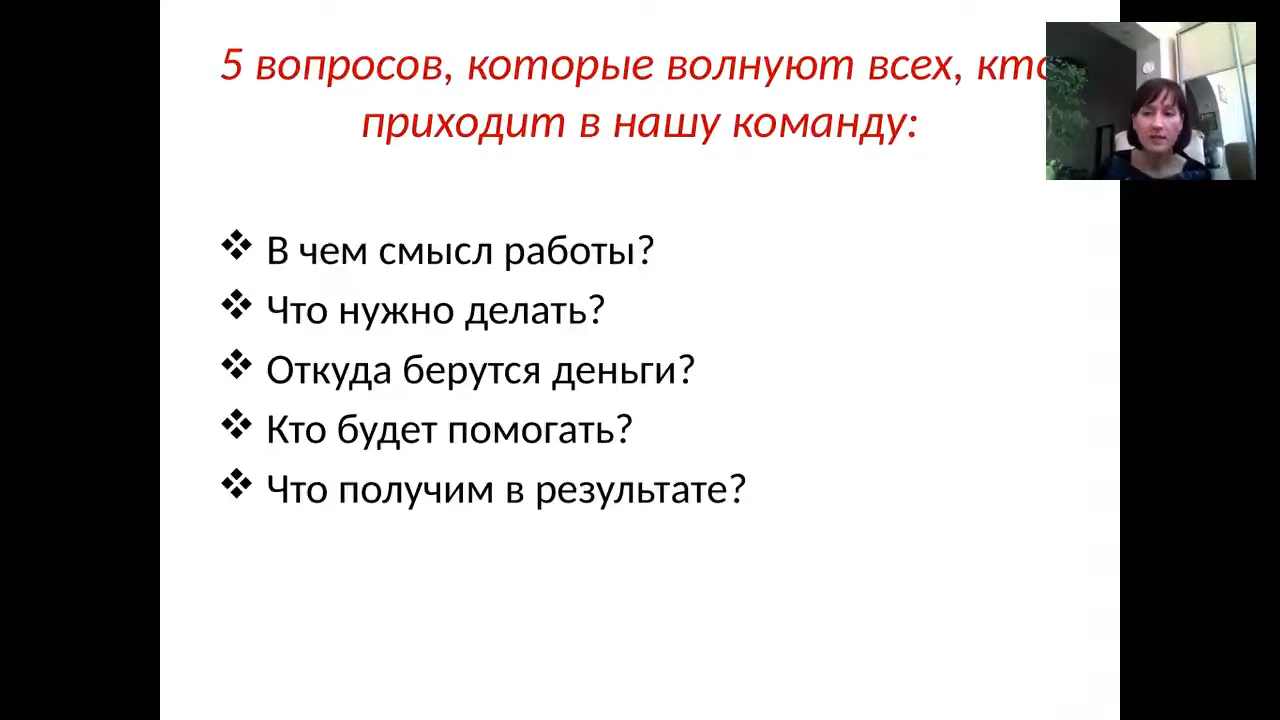 5 вопросов, которые волнуют всех, кто
приходит в нашу команду:
❖ В чем смысл работы?
❖ Что нужно делать?
❖ Откуда берутся деньги?
❖ Кто будет помогать?
❖ Что получим в результате?